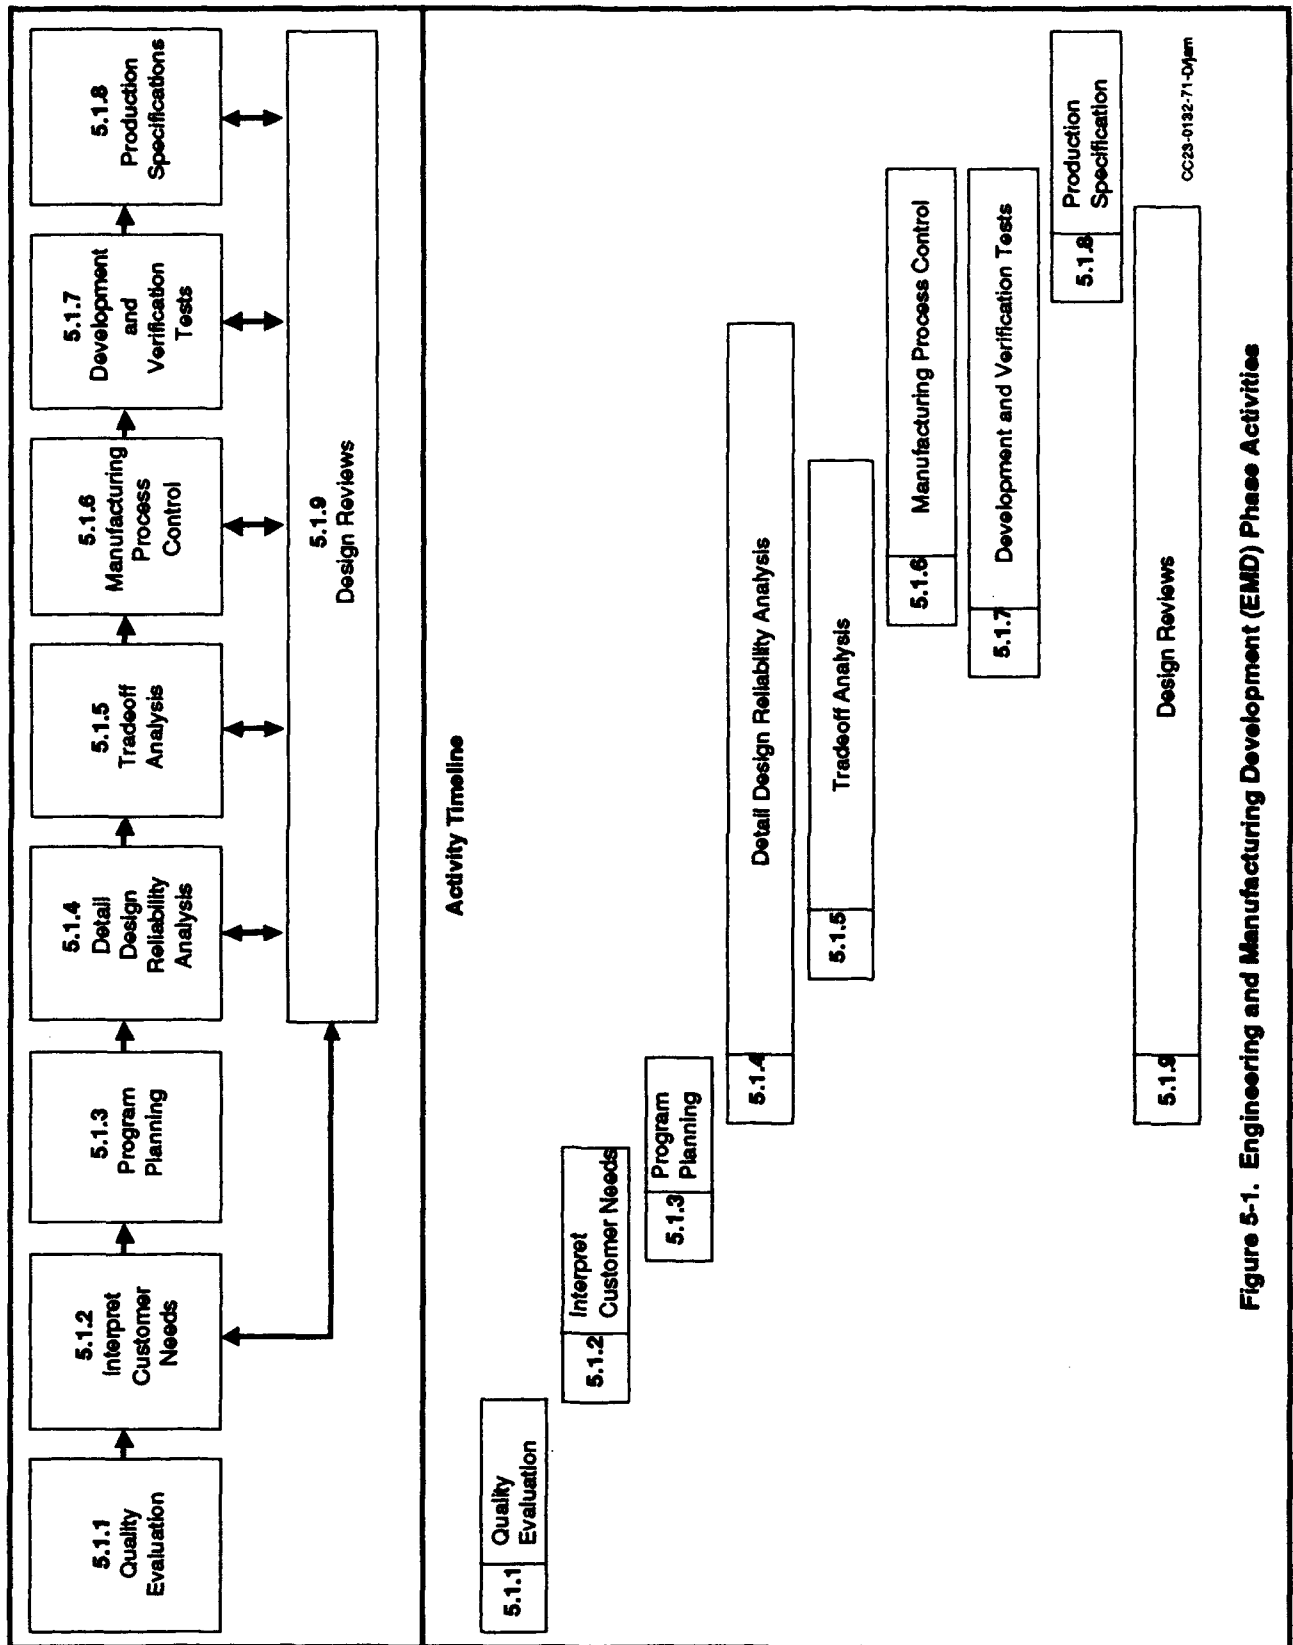 5.1.1
Quality
Evaluation
5.1.2
Interpret
Customer
Needs
5.1.3
Program
Planning
5.1.4
Detail
Design
Reliability
Analysis
5.1.5
Tradeoff
Analysis
5.1.6
Manufacturing
Process
Control
5.1.7
Development
and
Verification
Tests
5.1.8
Production
Specifications
5.1.9
Design Reviews
Activity Timeline
5.1.1 Quality
Evaluation
5.1.2 Interpret
Customer Needs
5.1.3 Program
Planning
5.1.4 Detail Design Reliability Analysis
5.1.5 Tradeoff Analysis
5.1.6 Manufacturing Process Control
5.1.7 Development and Verification Tests
5.1.8 Production
Specification
5.1.9 Design Reviews
CC23-0132-71-D/jam
Figure 5-1. Engineering and Manufacturing Development (EMD) Phase Activities